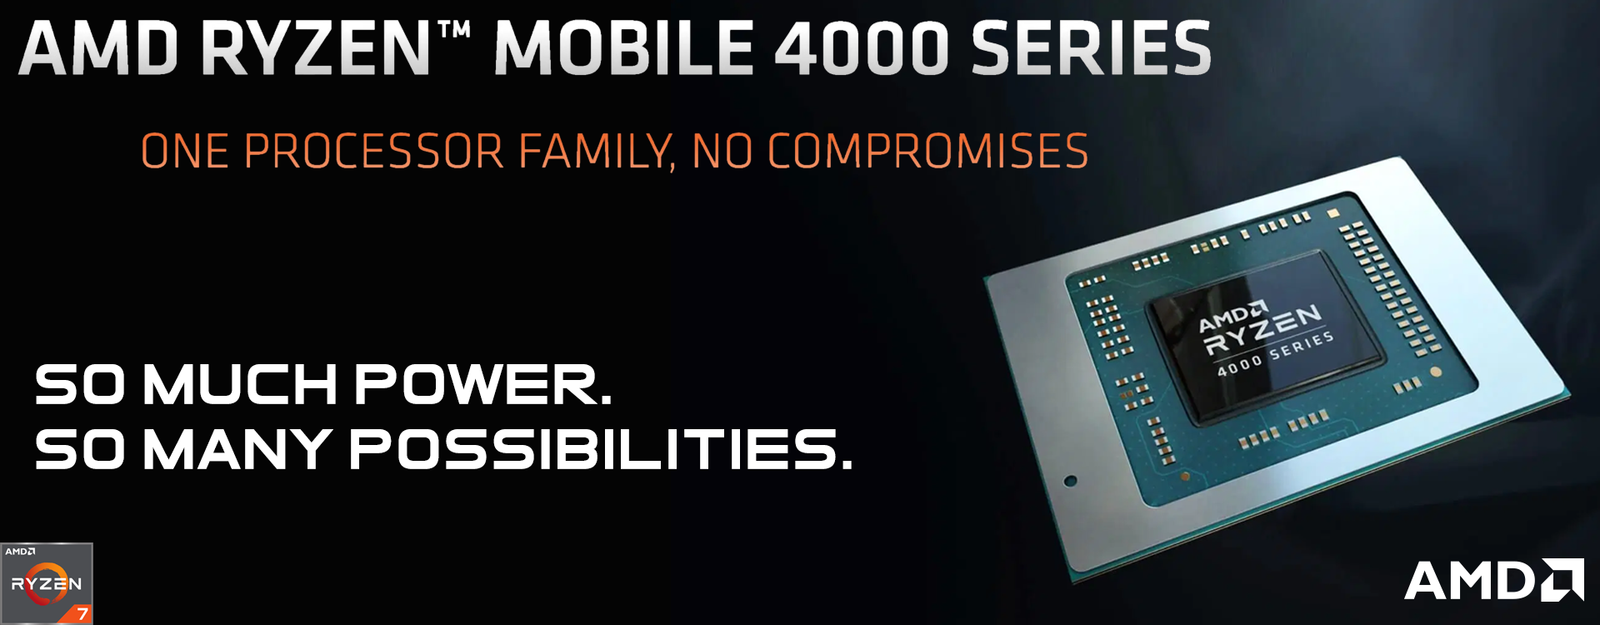 AMD RYZEN™ MOBILE 4000 SERIES
ONE PROCESSOR FAMILY, NO COMPROMISES
AMD
RYZEN
4000 SERIES
SO MUCH POWER.
SO MANY POSSIBILITIES.
AMD
RYZEN
7
AMD